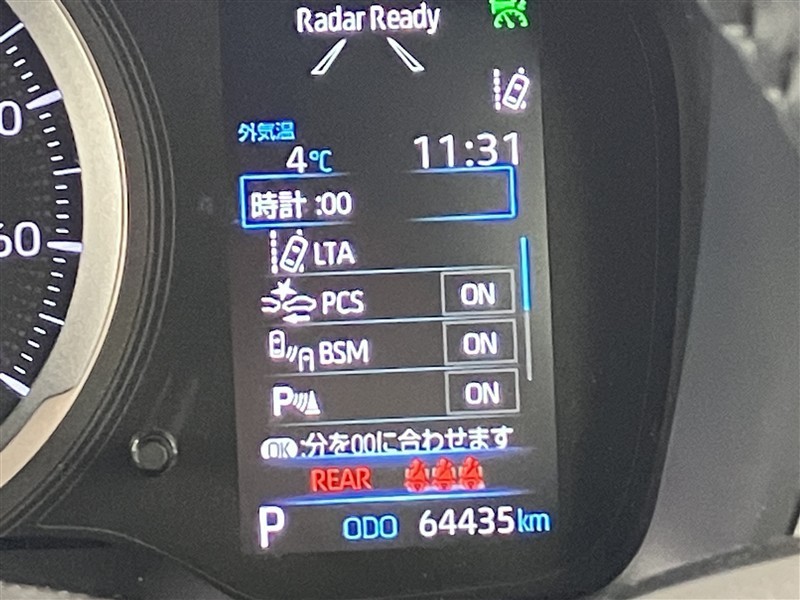 Radar Ready
外気温
4℃ 11:31
時計 :00
LTA
PCS ON
BSM ON
P ON
OK :分を00に合わせます
REAR
P ODO 64435km
60